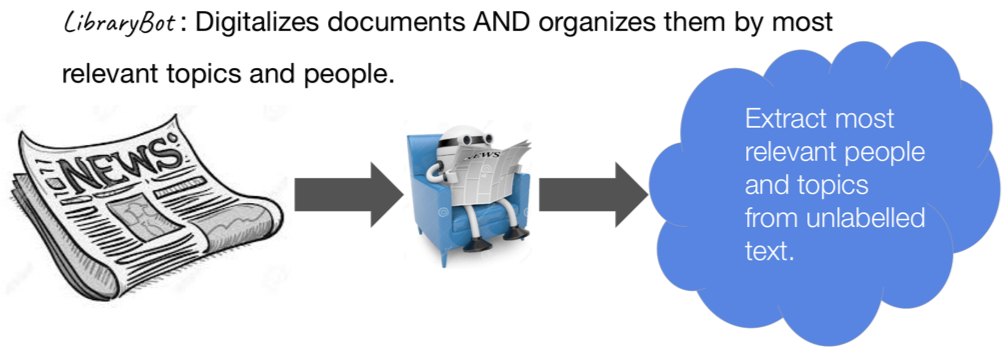 LibraryBot: Digitalizes documents AND organizes them by most
relevant topics and people.
NEWS
NEWS
Extract most
relevant people
and topics
from unlabelled
text.